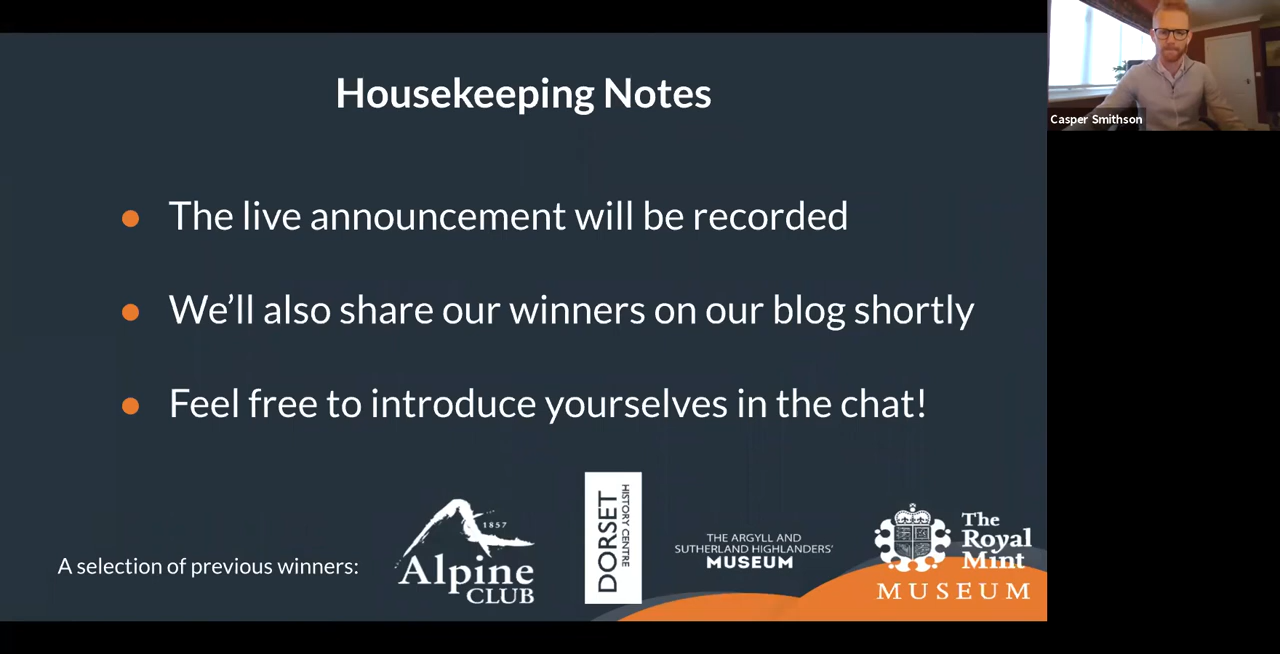 Housekeeping Notes
The live announcement will be recorded
We’ll also share our winners on our blog shortly
Feel free to introduce yourselves in the chat!
A selection of previous winners:
1857
Alpine
CLUB
DORSET
HISTORY CENTRE
THE ARGYLL AND
SUTHERLAND HIGHLANDERS’
MUSEUM
The
Royal
Mint
MUSEUM
Casper Smithson